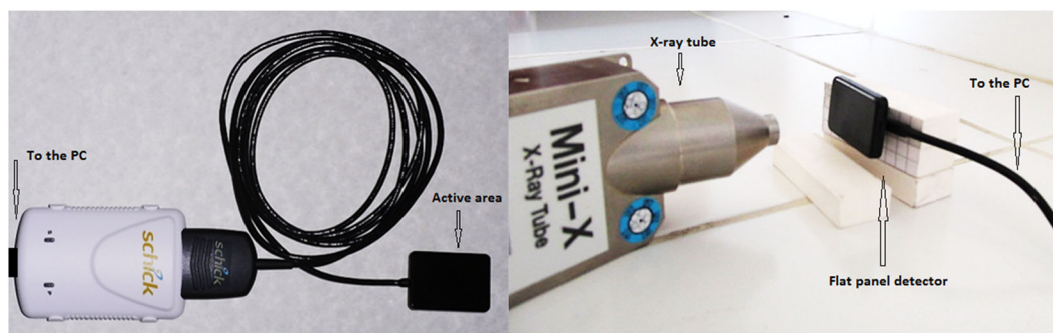 To the PC
Active area
schick
schick
X-ray tube
To the PC
Mini-X
X-Ray Tube
Flat panel detector